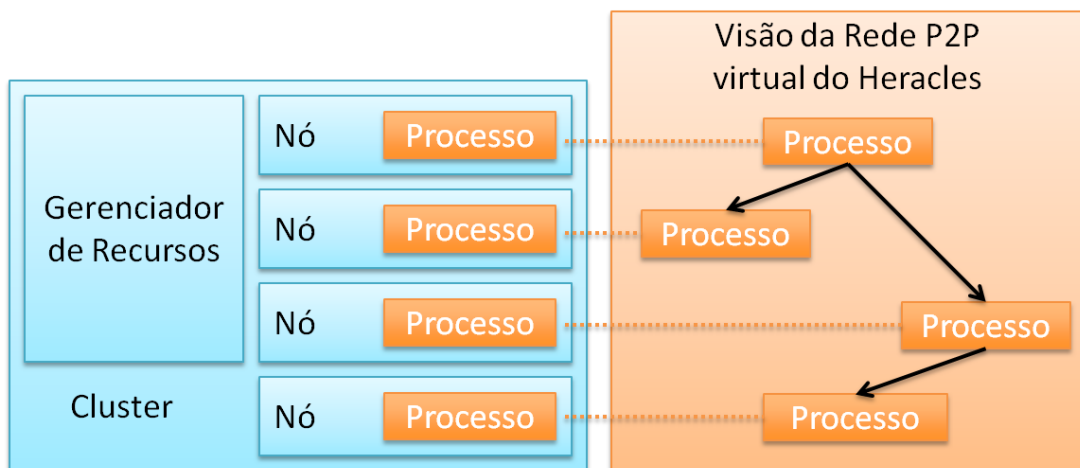 Visão da Rede P2P
virtual do Heracles
Gerenciador
de Recursos
Cluster
Nó Processo
Nó Processo
Nó Processo
Nó Processo
Processo
Processo
Processo
Processo